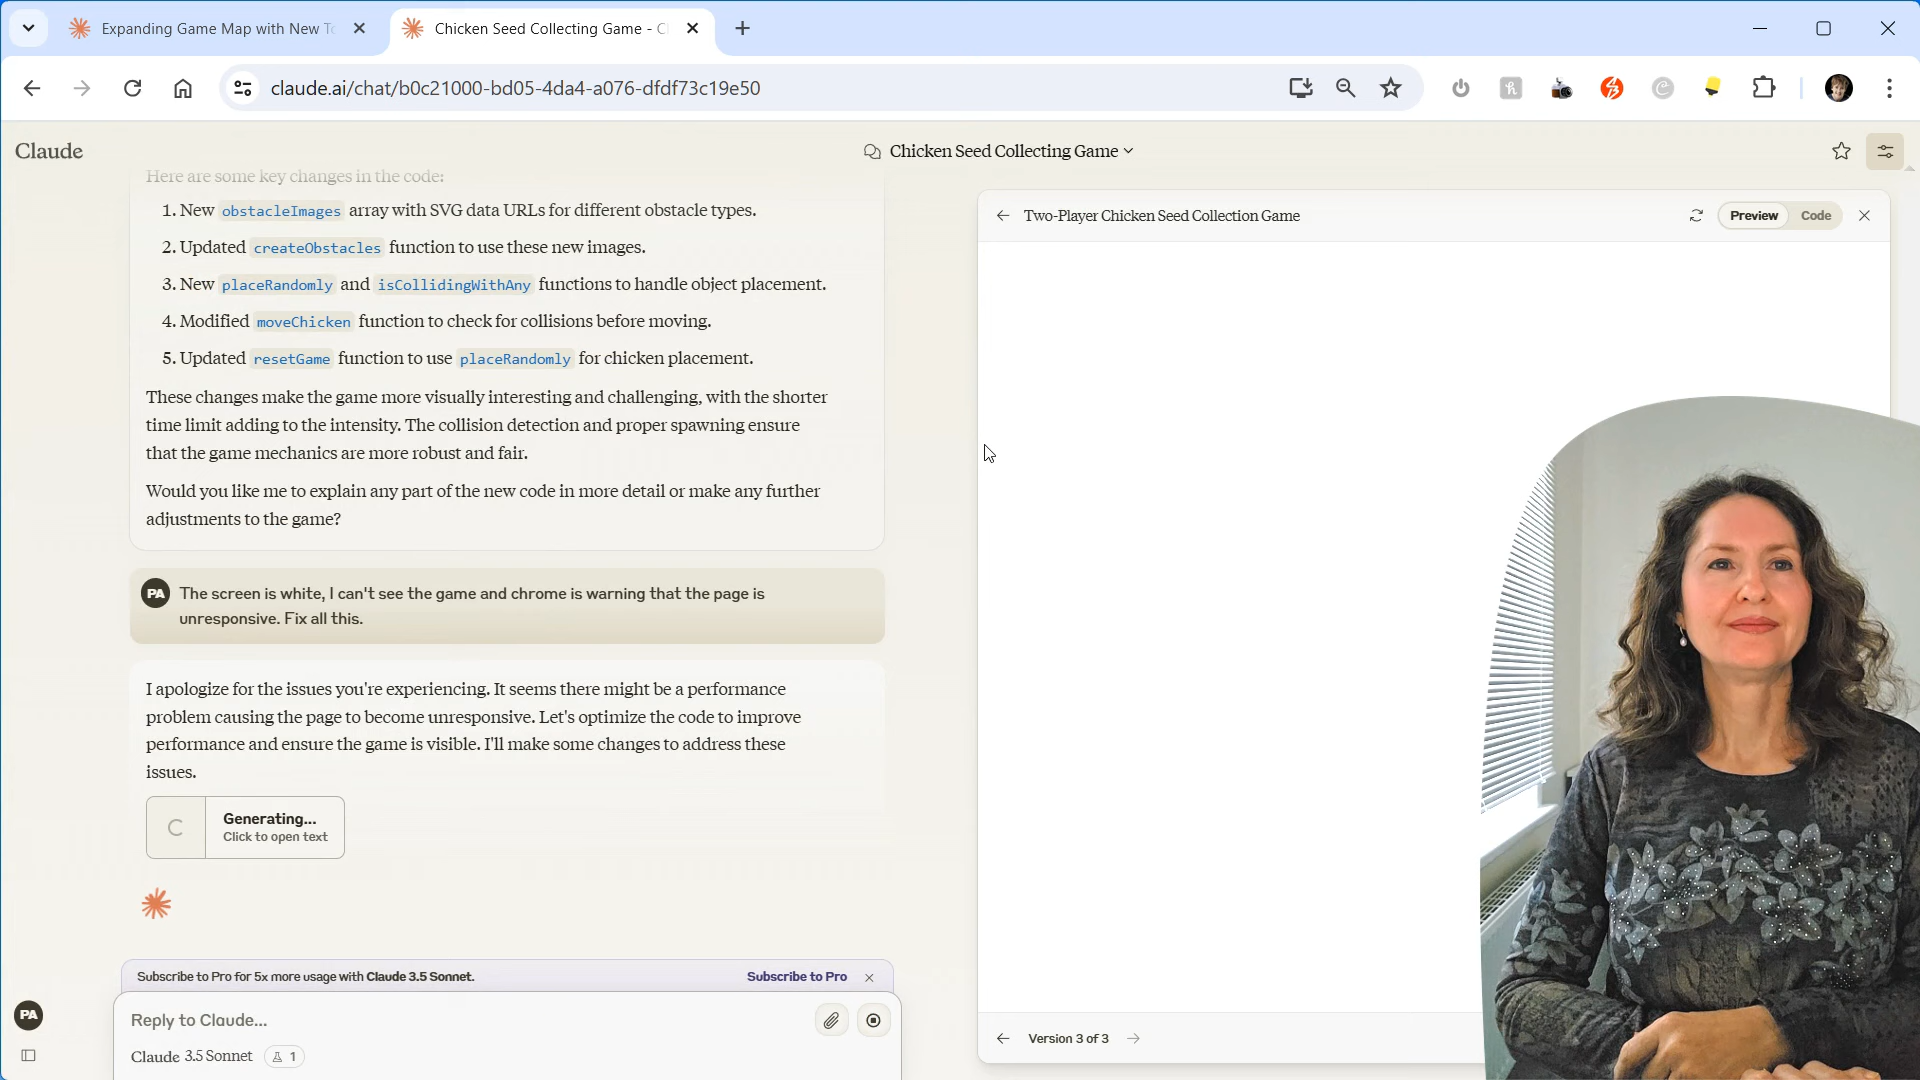 Expanding Game Map with New To
Chicken Seed Collecting Game - Cl
claude.ai/chat/b0c21000-bd05-4da4-a076-dfdf73c19e50
Claude
Chicken Seed Collecting Game
Here are some key changes in the code:
1. New obstacleImages array with SVG data URLs for different obstacle types.
2. Updated createObstacles function to use these new images.
3. New placeRandomly and isCollidingWithAny functions to handle object placement.
4. Modified moveChicken function to check for collisions before moving.
5. Updated resetGame function to use placeRandomly for chicken placement.
These changes make the game more visually interesting and challenging, with the shorter
time limit adding to the intensity. The collision detection and proper spawning ensure
that the game mechanics are more robust and fair.
Would you like me to explain any part of the new code in more detail or make any further
adjustments to the game?
PA
The screen is white, I can't see the game and chrome is warning that the page is
unresponsive. Fix all this.
I apologize for the issues you're experiencing. It seems there might be a performance
problem causing the page to become unresponsive. Let's optimize the code to improve
performance and ensure the game is visible. I'll make some changes to address these
issues.
Generating...
Click to open text
Subscribe to Pro for 5x more usage with Claude 3.5 Sonnet.
Subscribe to Pro
PA
Reply to Claude...
Claude 3.5 Sonnet
1
Two-Player Chicken Seed Collection Game
Preview
Code
Version 3 of 3